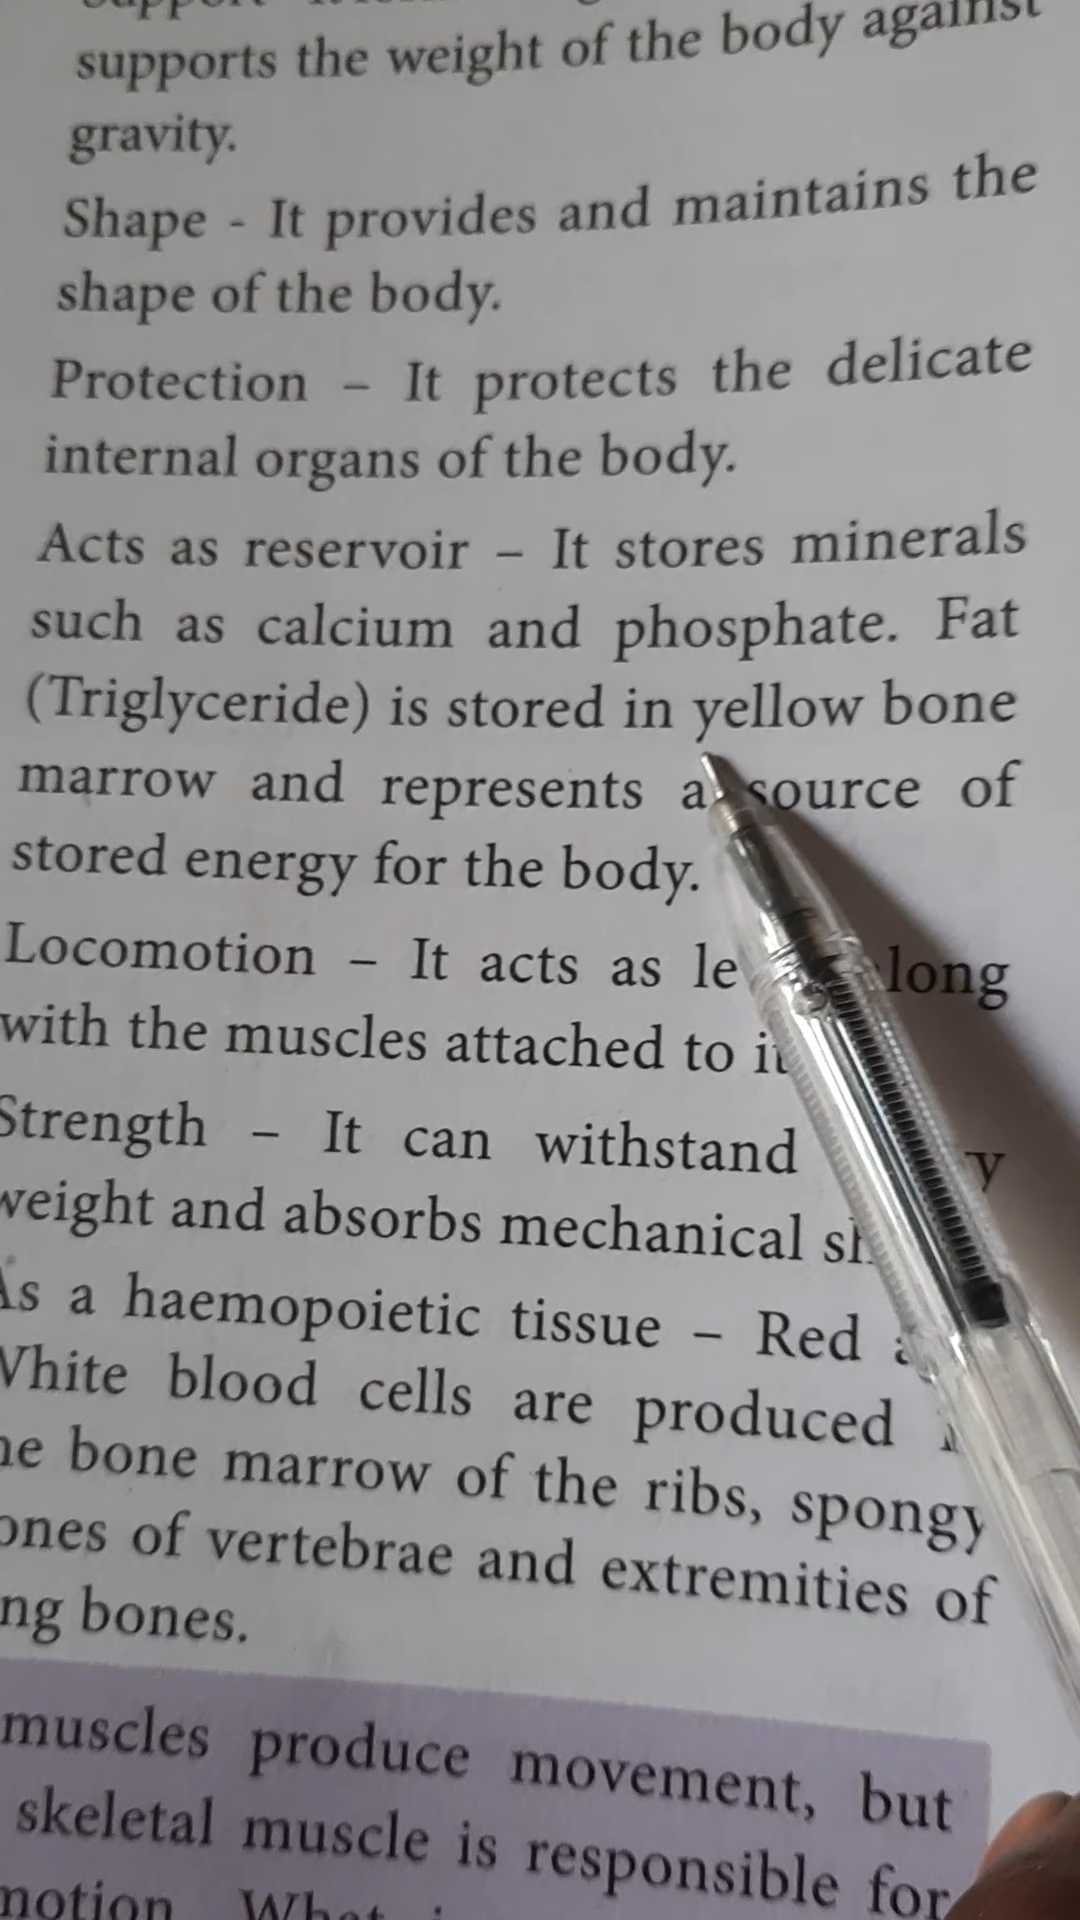 supports the weight of the body against
gravity.
Shape - It provides and maintains the
shape of the body.
Protection – It protects the delicate
internal organs of the body.
Acts as reservoir – It stores minerals
such as calcium and phosphate. Fat
(Triglyceride) is stored in yellow bone
marrow and represents a source of
stored energy for the body.
Locomotion – It acts as long
with the muscles attached to
Strength – It can withstand
weight and absorbs mechanical
As a haemopoietic tissue – Red
White blood cells are produced
bone marrow of the ribs, spongy
of vertebrae and extremities of
bones.
muscles produce movement, but
skeletal muscle is responsible for